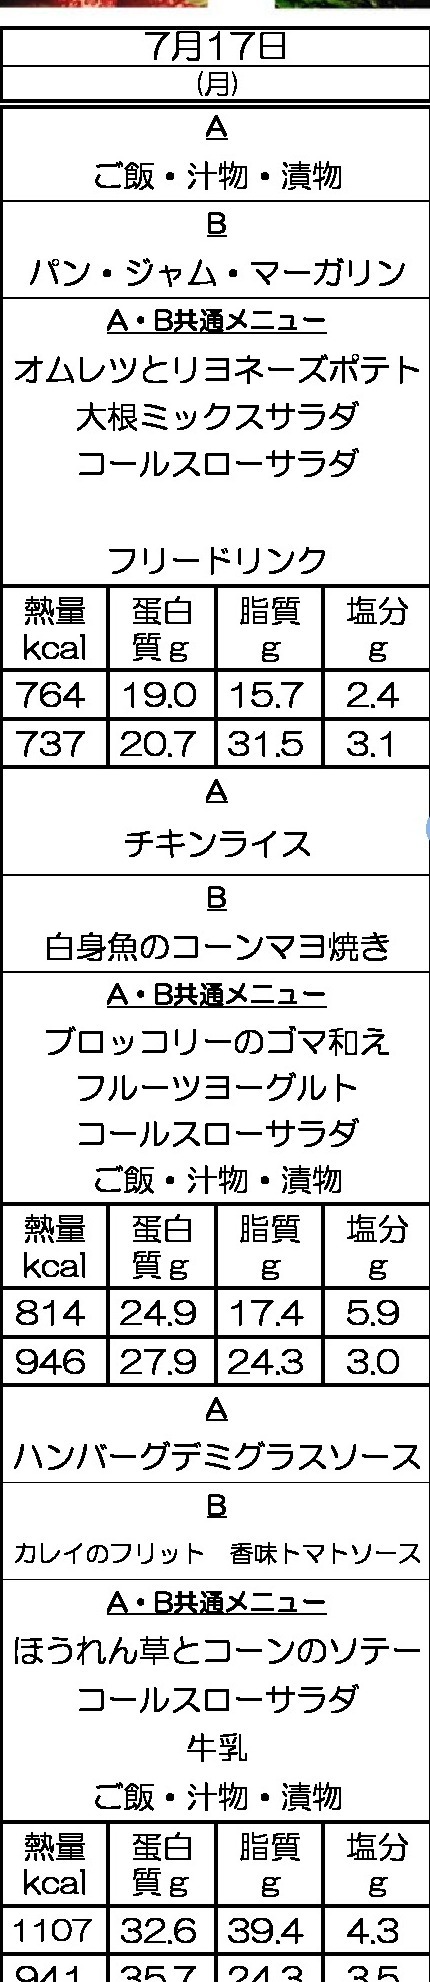 7月17日
(月)
A
ご飯・汁物・漬物
B
パン・ジャム・マーガリン
A・B共通メニュー
オムレツとリヨネーズポテト
大根ミックスサラダ
コールスローサラダ
フリードリンク
熱量 蛋白 脂質 塩分
kcal 質g g g
764 19.0 15.7 2.4
737 20.7 31.5 3.1
A
チキンライス
B
白身魚のコーンマヨ焼き
A・B共通メニュー
ブロッコリーのゴマ和え
フルーツヨーグルト
コールスローサラダ
ご飯・汁物・漬物
熱量 蛋白 脂質 塩分
kcal 質g g g
814 24.9 17.4 5.9
946 27.9 24.3 3.0
A
ハンバーグデミグラスソース
B
カレイのフリット 香味トマトソース
A・B共通メニュー
ほうれん草とコーンのソテー
コールスローサラダ
牛乳
ご飯・汁物・漬物
熱量 蛋白 脂質 塩分
kcal 質g g g
1107 32.6 39.4 4.3
941 35.7 24.3 3.5